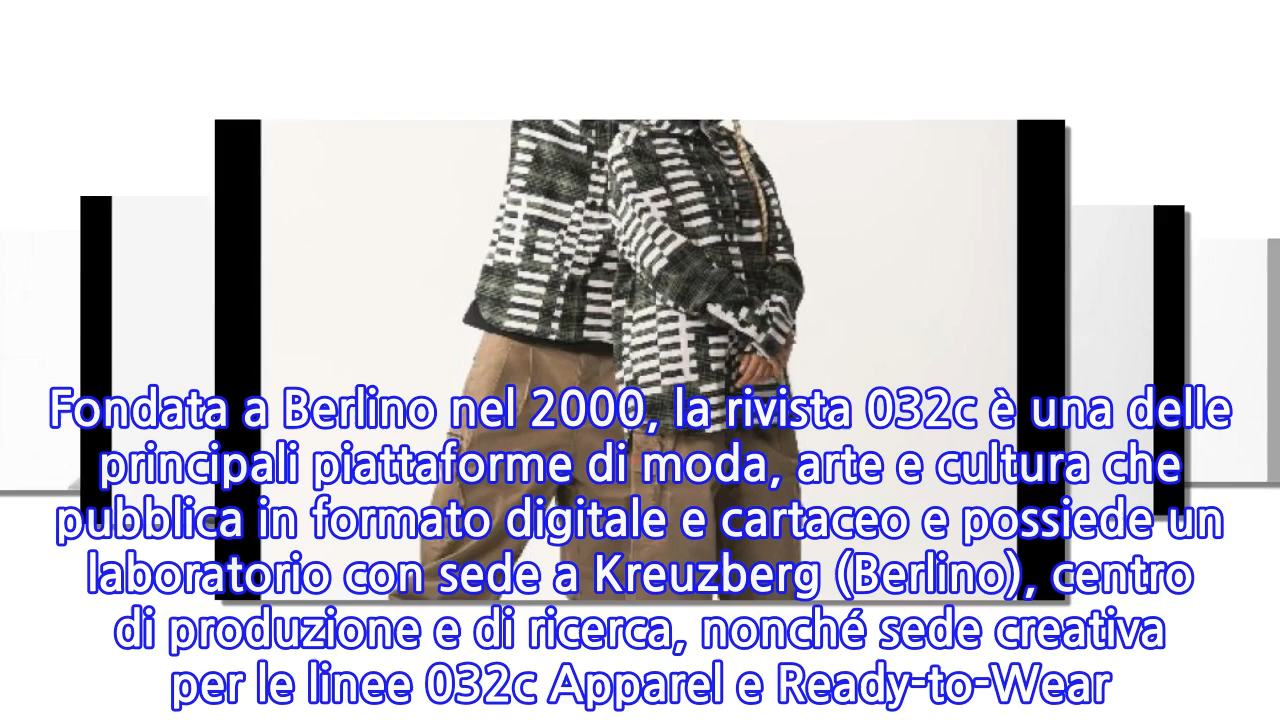 Fondata a Berlino nel 2000, la rivista 032c è una delle
principali piattaforme di moda, arte e cultura che
pubblica in formato digitale e cartaceo e possiede un
laboratorio con sede a Kreuzberg (Berlino), centro
di produzione e di ricerca, nonché sede creativa
per le linee 032c Apparel e Ready-to-Wear